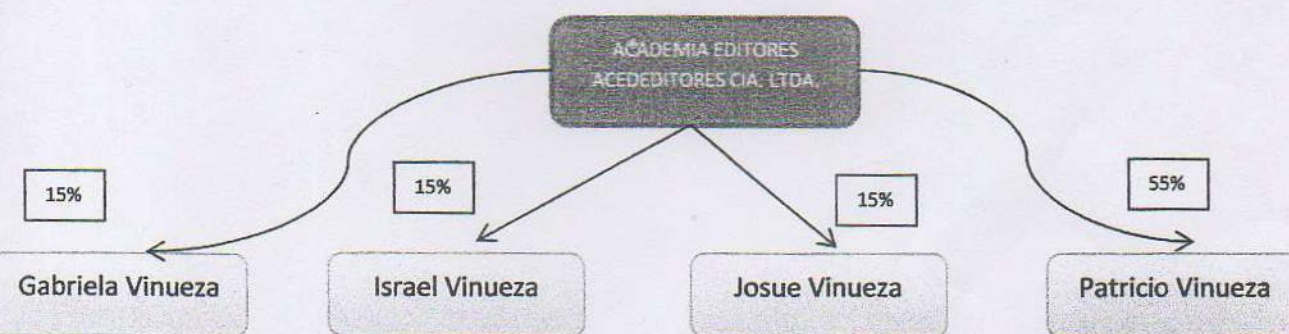 ACADEMIA EDITORES
ACEDEDITORES CIA. LTDA.
15%
15%
15%
55%
Gabriela Vinueza
Israel Vinueza
Josue Vinueza
Patricio Vinueza